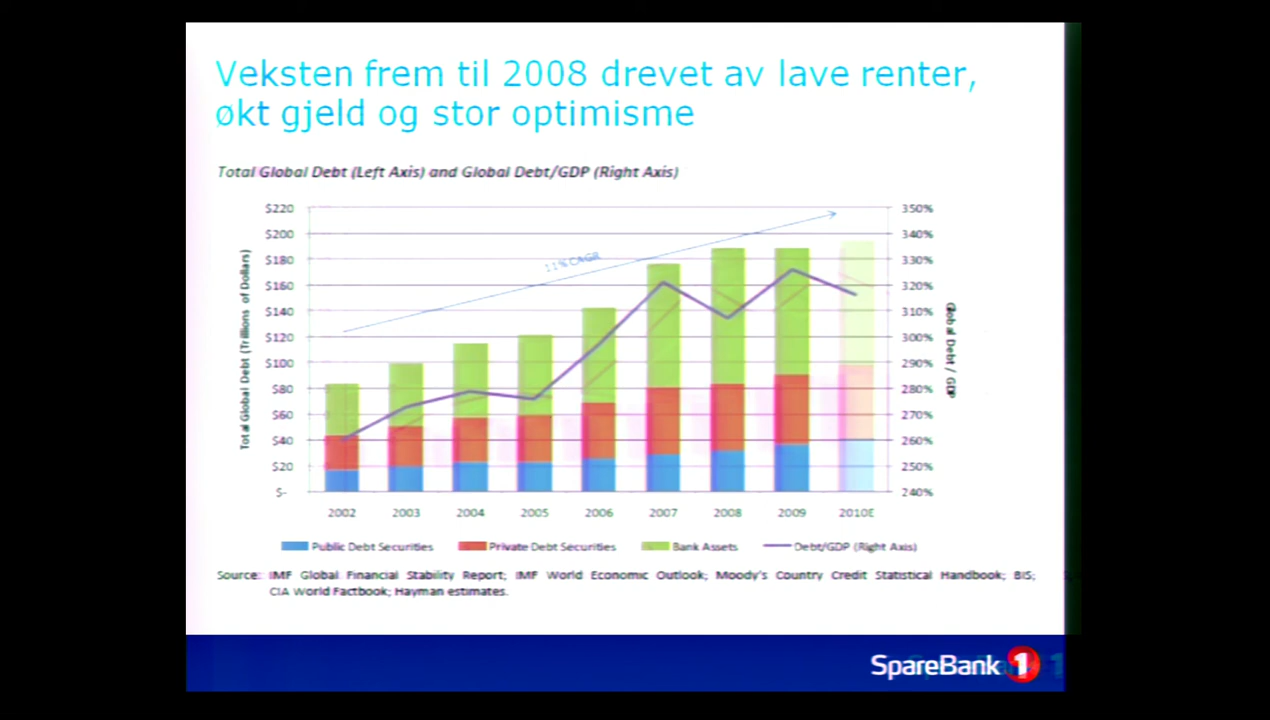 Veksten frem til 2008 drevet av lave renter,
økt gjeld og stor optimisme
Total Global Debt (Left Axis) and Global Debt/GDP (Right Axis)
$220
$200
$180
$160
$140
$120
$100
$80
$60
$40
$20
$-
Total Global Debt (Trillions of Dollars)
11% CAGR
350%
340%
330%
320%
310%
300%
290%
280%
270%
260%
250%
240%
Global Debt / GDP
2002 2003 2004 2005 2006 2007 2008 2009 2010E
Public Debt Securities Private Debt Securities Bank Assets Debt/GDP (Right Axis)
Source: IMF Global Financial Stability Report; IMF World Economic Outlook; Moody's Country Credit Statistical Handbook; BIS;
CIA World Factbook; Hayman estimates.
SpareBank 1